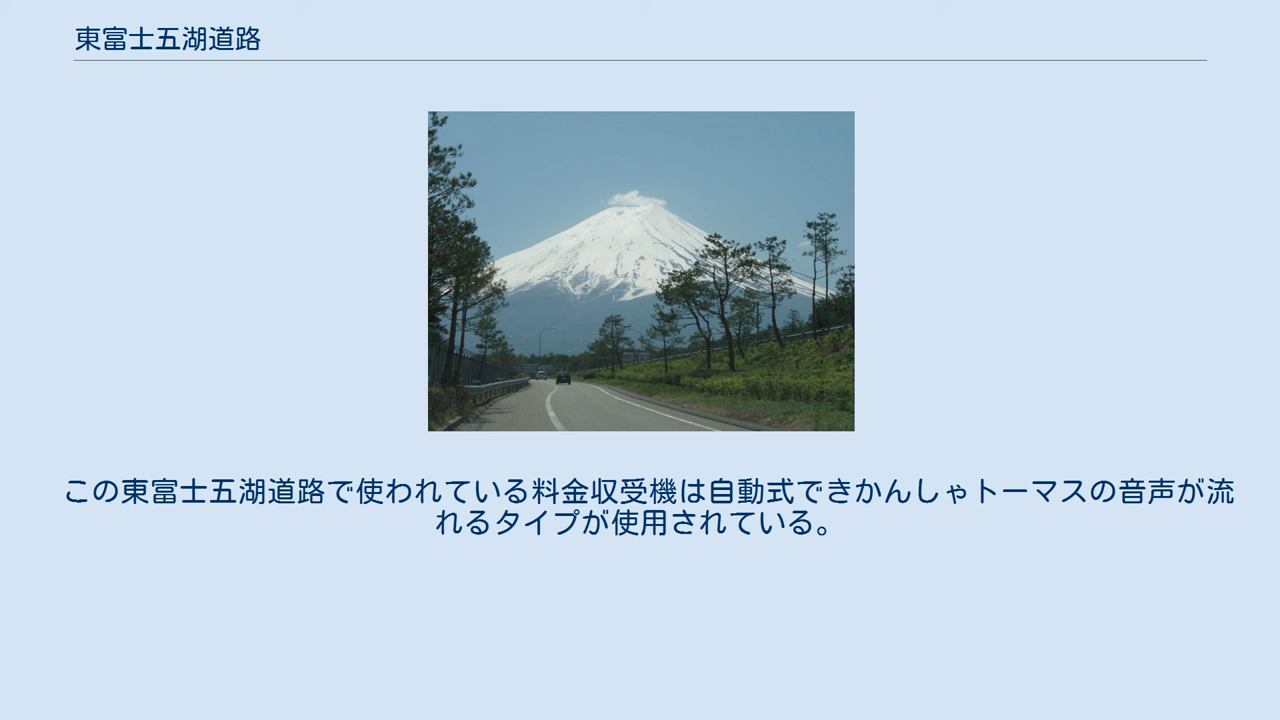 東富士五湖道路
この東富士五湖道路で使われている料金収受機は自動式できかんしゃトーマスの音声が流
れるタイプが使用されている。